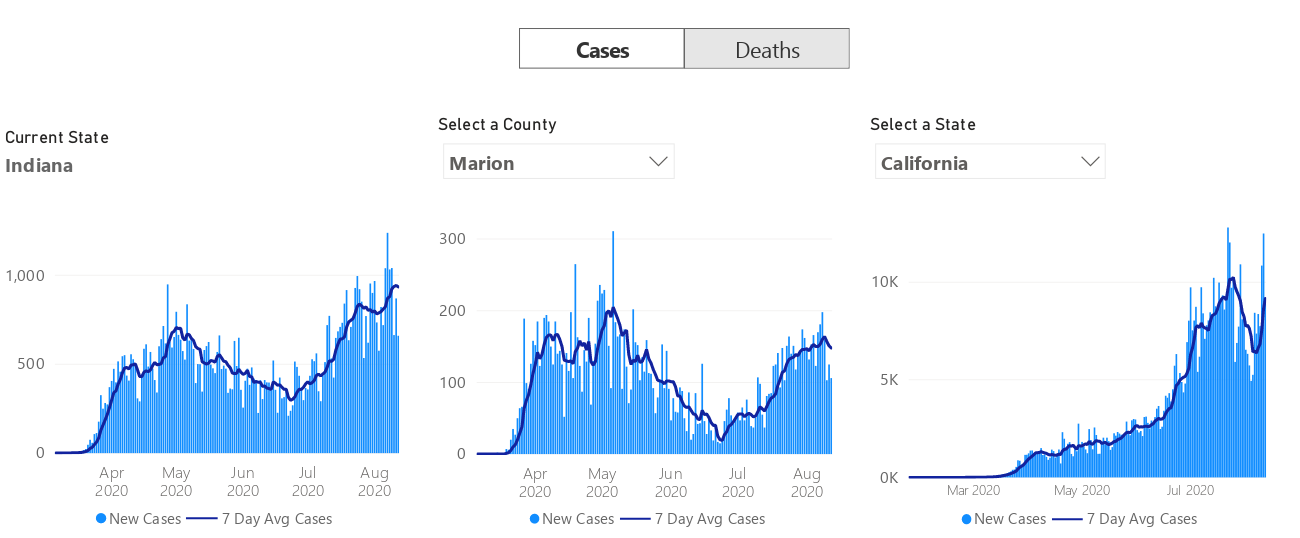 Cases Deaths
Current State
Indiana
Select a County
Marion
Select a State
California
1,000
500
0
Apr May Jun Jul Aug
2020 2020 2020 2020 2020
New Cases 7 Day Avg Cases
300
200
100
0
Apr May Jun Jul Aug
2020 2020 2020 2020 2020
New Cases 7 Day Avg Cases
10K
5K
0K
Mar 2020 May 2020 Jul 2020
New Cases 7 Day Avg Cases